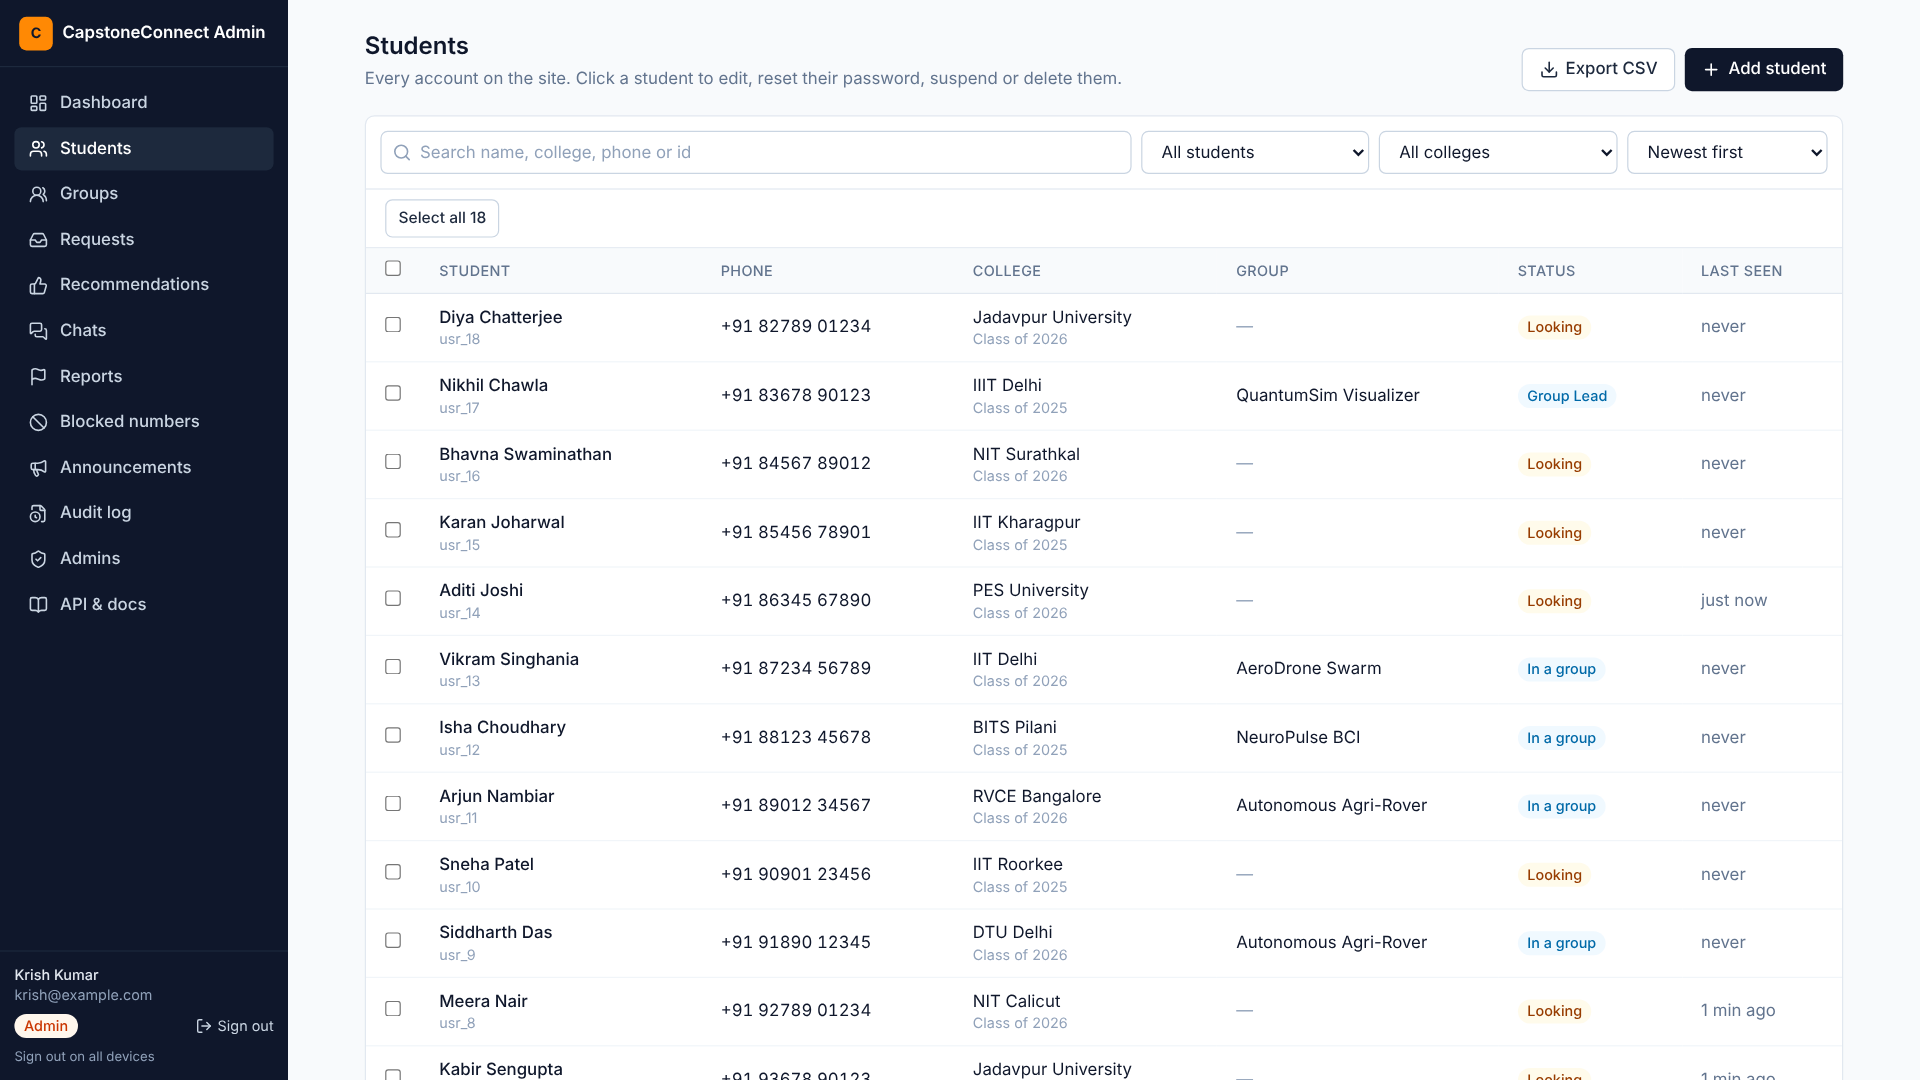 C CapstoneConnect Admin
Dashboard
Students
Groups
Requests
Recommendations
Chats
Reports
Blocked numbers
Announcements
Audit log
Admins
API & docs
Krish Kumar
krish@example.com
Admin
Sign out
Sign out on all devices
Students
Every account on the site. Click a student to edit, reset their password, suspend or delete them.
Export CSV
Add student
Search name, college, phone or id
All students
All colleges
Newest first
Select all 18
STUDENT PHONE COLLEGE GROUP STATUS LAST SEEN
Diya Chatterjee +91 82789 01234 Jadavpur University — Looking never
usr_18 Class of 2026
Nikhil Chawla +91 83678 90123 IIIT Delhi QuantumSim Visualizer Group Lead never
usr_17 Class of 2025
Bhavna Swaminathan +91 84567 89012 NIT Surathkal — Looking never
usr_16 Class of 2026
Karan Joharwal +91 85456 78901 IIT Kharagpur — Looking never
usr_15 Class of 2025
Aditi Joshi +91 86345 67890 PES University — Looking just now
usr_14 Class of 2026
Vikram Singhania +91 87234 56789 IIT Delhi AeroDrone Swarm In a group never
usr_13 Class of 2026
Isha Choudhary +91 88123 45678 BITS Pilani NeuroPulse BCI In a group never
usr_12 Class of 2025
Arjun Nambiar +91 89012 34567 RVCE Bangalore Autonomous Agri-Rover In a group never
usr_11 Class of 2026
Sneha Patel +91 90901 23456 IIT Roorkee — Looking never
usr_10 Class of 2025
Siddharth Das +91 91890 12345 DTU Delhi Autonomous Agri-Rover In a group never
usr_9 Class of 2026
Meera Nair +91 92789 01234 NIT Calicut — Looking 1 min ago
usr_8 Class of 2026
Kabir Sengupta +91 93678 90123 Jadavpur University — Looking 1 min ago